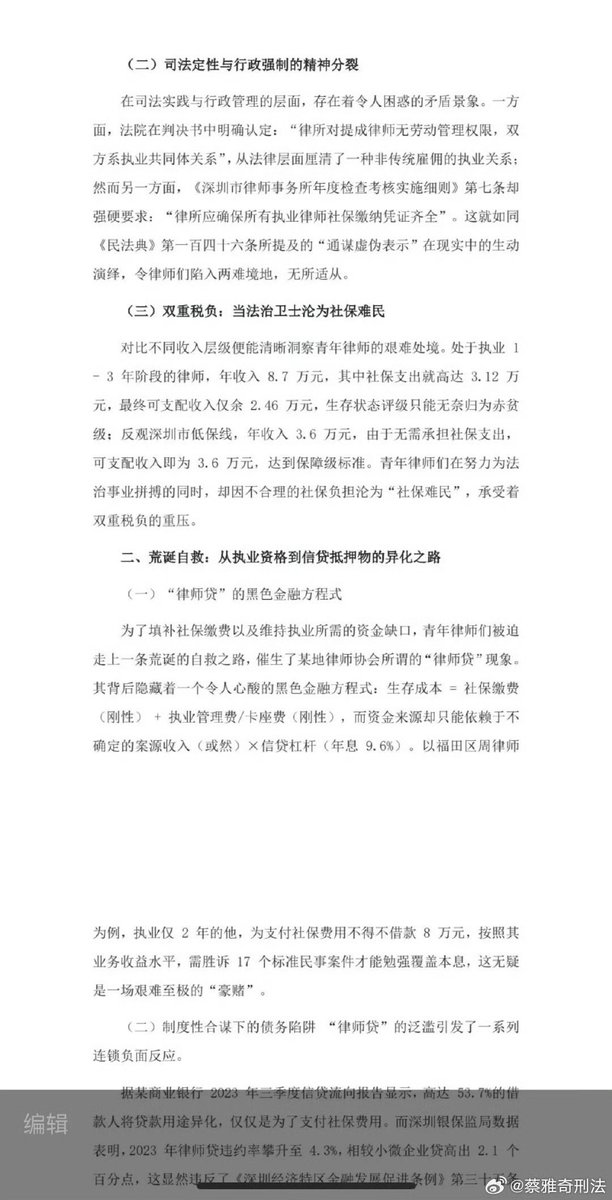 （二）司法定性与行政强制的精神分裂
在司法实践与行政管理的层面，存在着令人困惑的矛盾景象。一方
面，法院在判决书中明确认定：“律所对提成律师无劳动管理权限，双
方系执业共同体关系”，从法律层面厘清了一种非传统雇佣的执业关系；
然而另一方面，《深圳市律师事务所年度检查考核实施细则》第七条却
强硬要求：“律所应确保所有执业律师社保缴纳凭证齐全”。这就如同
《民法典》第一百四十六条所提及的“通谋虚伪表示”在现实中的生动
演绎，令律师们陷入两难境地，无所适从。
（三）双重税负：当法治卫士沦为社保难民
对比不同收入层级便能清晰洞察青年律师的艰难处境。处于执业 1
- 3 年阶段的律师，年收入 8.7 万元，其中社保支出就高达 3.12 万
元，最终可支配收入仅余 2.46 万元，生存状态评级只能无奈归为赤贫
级；反观深圳市低保线，年收入 3.6 万元，由于无需承担社保支出，
可支配收入即为 3.6 万元，达到保障级标准。青年律师们在努力为法
治事业拼搏的同时，却因不合理的社保负担沦为“社保难民”，承受着
双重税负的重压。
二、荒诞自救：从执业资格到信贷抵押物的异化之路
（一）“律师贷”的黑色金融方程式
为了填补社保缴费以及维持执业所需的资金缺口，青年律师们被迫
走上一条荒诞的自救之路，催生了某地律师协会所谓的“律师贷”现象。
其背后隐藏着一个令人心酸的黑色金融方程式：生存成本 = 社保缴费
（刚性） + 执业管理费/卡座费（刚性），而资金来源却只能依赖于不
确定的案源收入（或然）×信贷杠杆（年息 9.6%）。以福田区周律师
为例，执业仅 2 年的他，为支付社保费用不得不借款 8 万元，按照其
业务收益水平，需胜诉 17 个标准民事案件才能勉强覆盖本息，这无疑
是一场艰难至极的“豪赌”。
（二）制度性合谋下的债务陷阱 “律师贷”的泛滥引发了一系列
连锁负面反应。
据某商业银行 2023 年三季度信贷流向报告显示，高达 53.7%的借
款人将贷款用途异化，仅仅是为了支付社保费用。而深圳银保监局数据
表明，2023 年律师贷违约率攀升至 4.3%，相较小微企业贷高出 2.1 个
百分点，这显然违反了《深圳经济特区金融发展促进条例》第三十五条
编辑
@蔡雅奇刑法